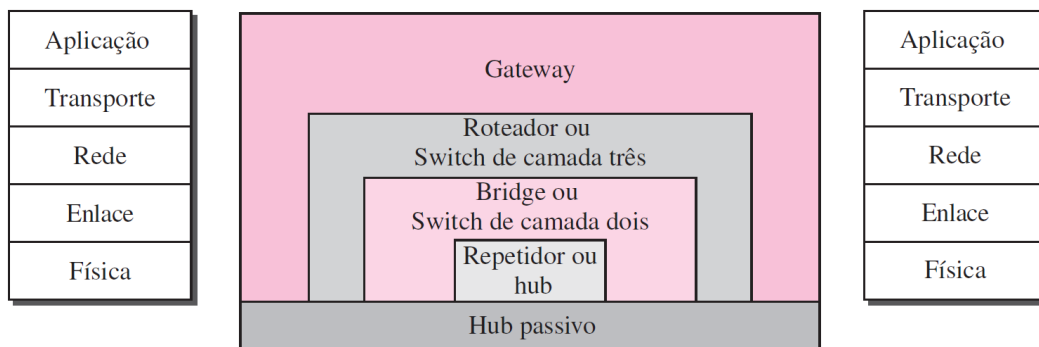 Aplicação
Transporte
Rede
Enlace
Física
Gateway
Roteador ou
Switch de camada três
Bridge ou
Switch de camada dois
Repetidor ou
hub
Hub passivo
Aplicação
Transporte
Rede
Enlace
Física